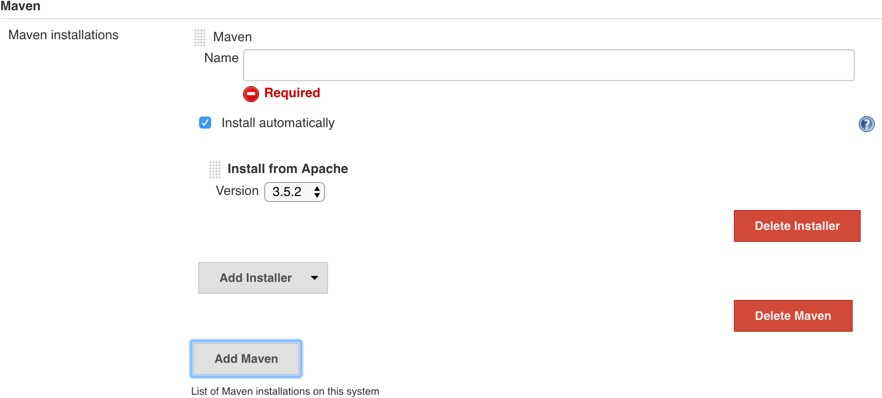 Maven
Maven installations
Maven
Name
Required
Install automatically
?
Install from Apache
Version 3.5.2
Delete Installer
Add Installer
Delete Maven
Add Maven
List of Maven installations on this system